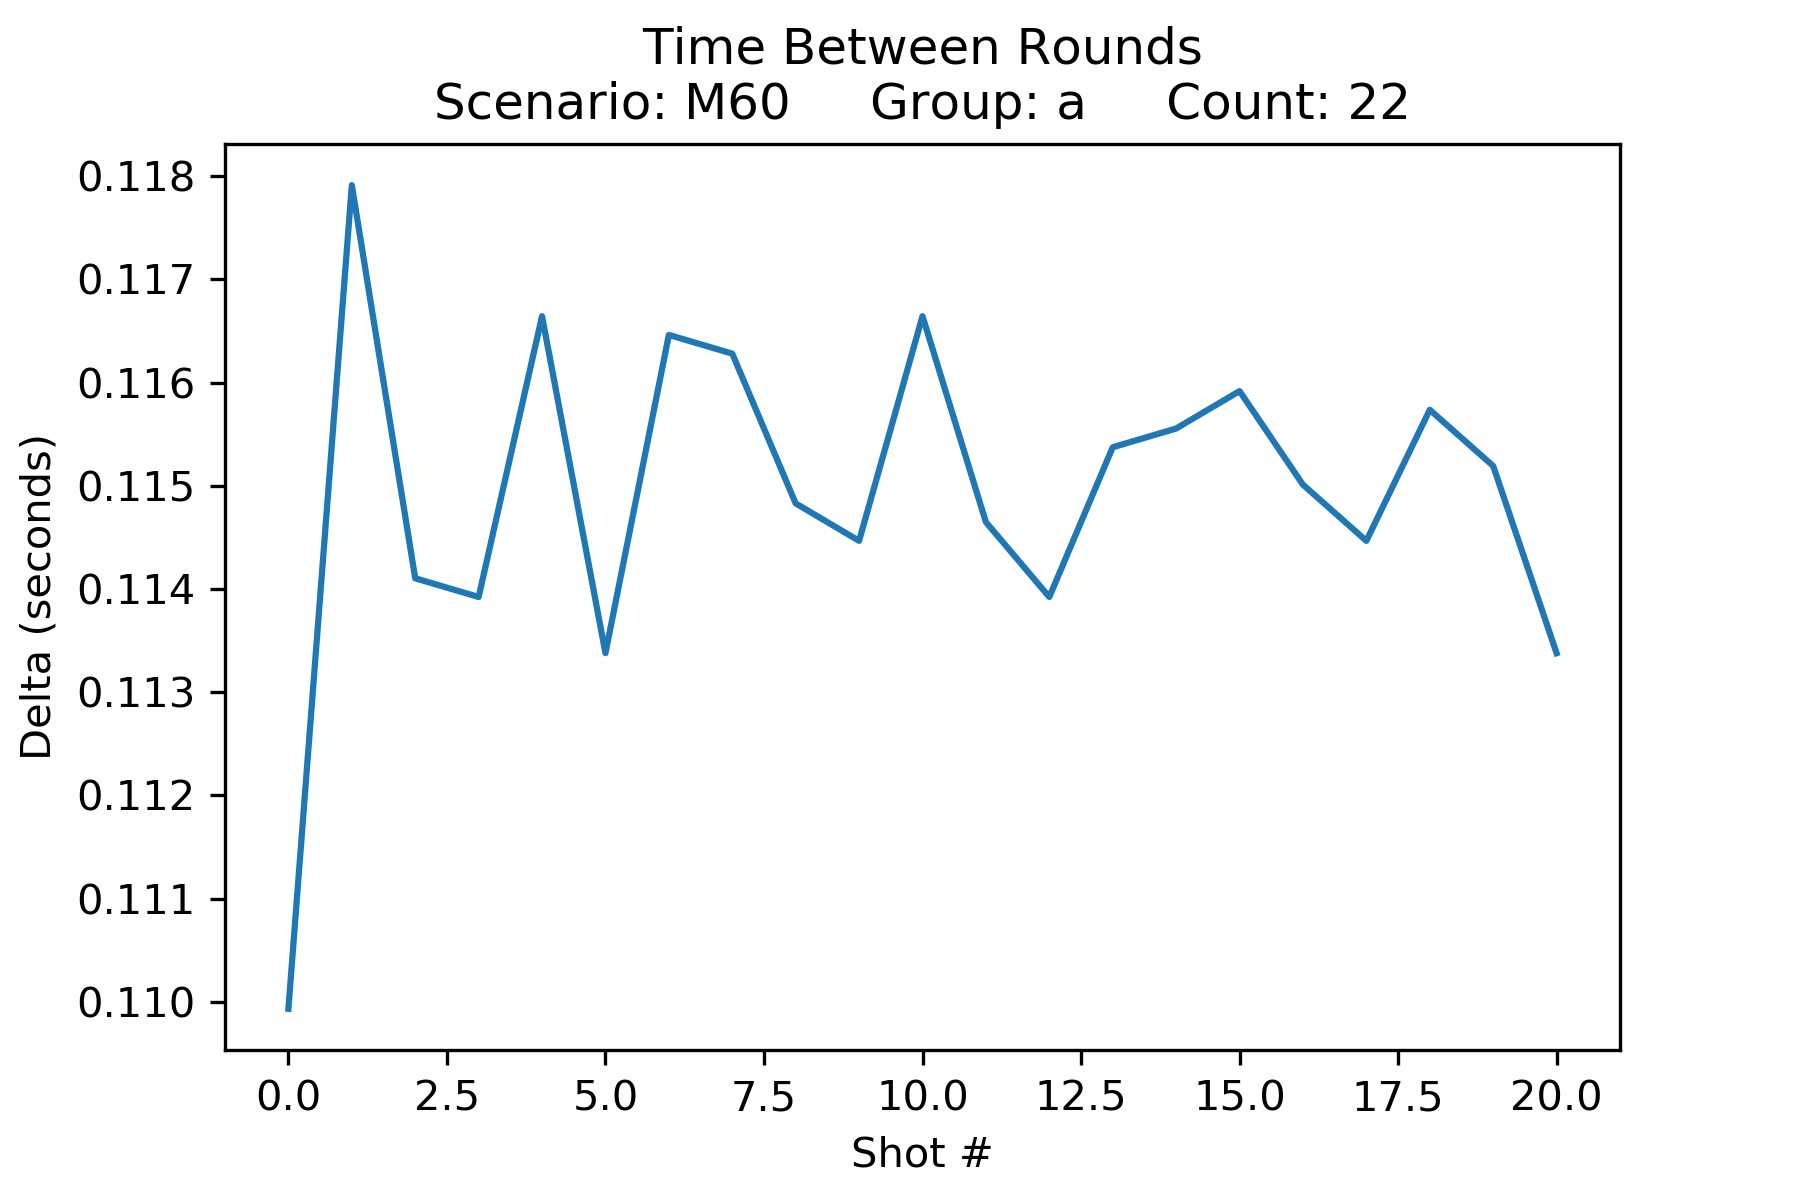 Time Between Rounds
Scenario: M60 Group: a Count: 22
0.118
0.117
0.116
0.115
0.114
0.113
0.112
0.111
0.110
Delta (seconds)
0.0 2.5 5.0 7.5 10.0 12.5 15.0 17.5 20.0
Shot #